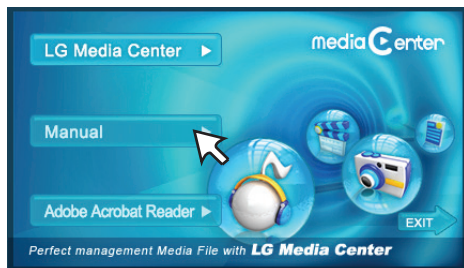 LG Media Center
media Center
Manual
Adobe Acrobat Reader
EXIT
Perfect management Media File with LG Media Center